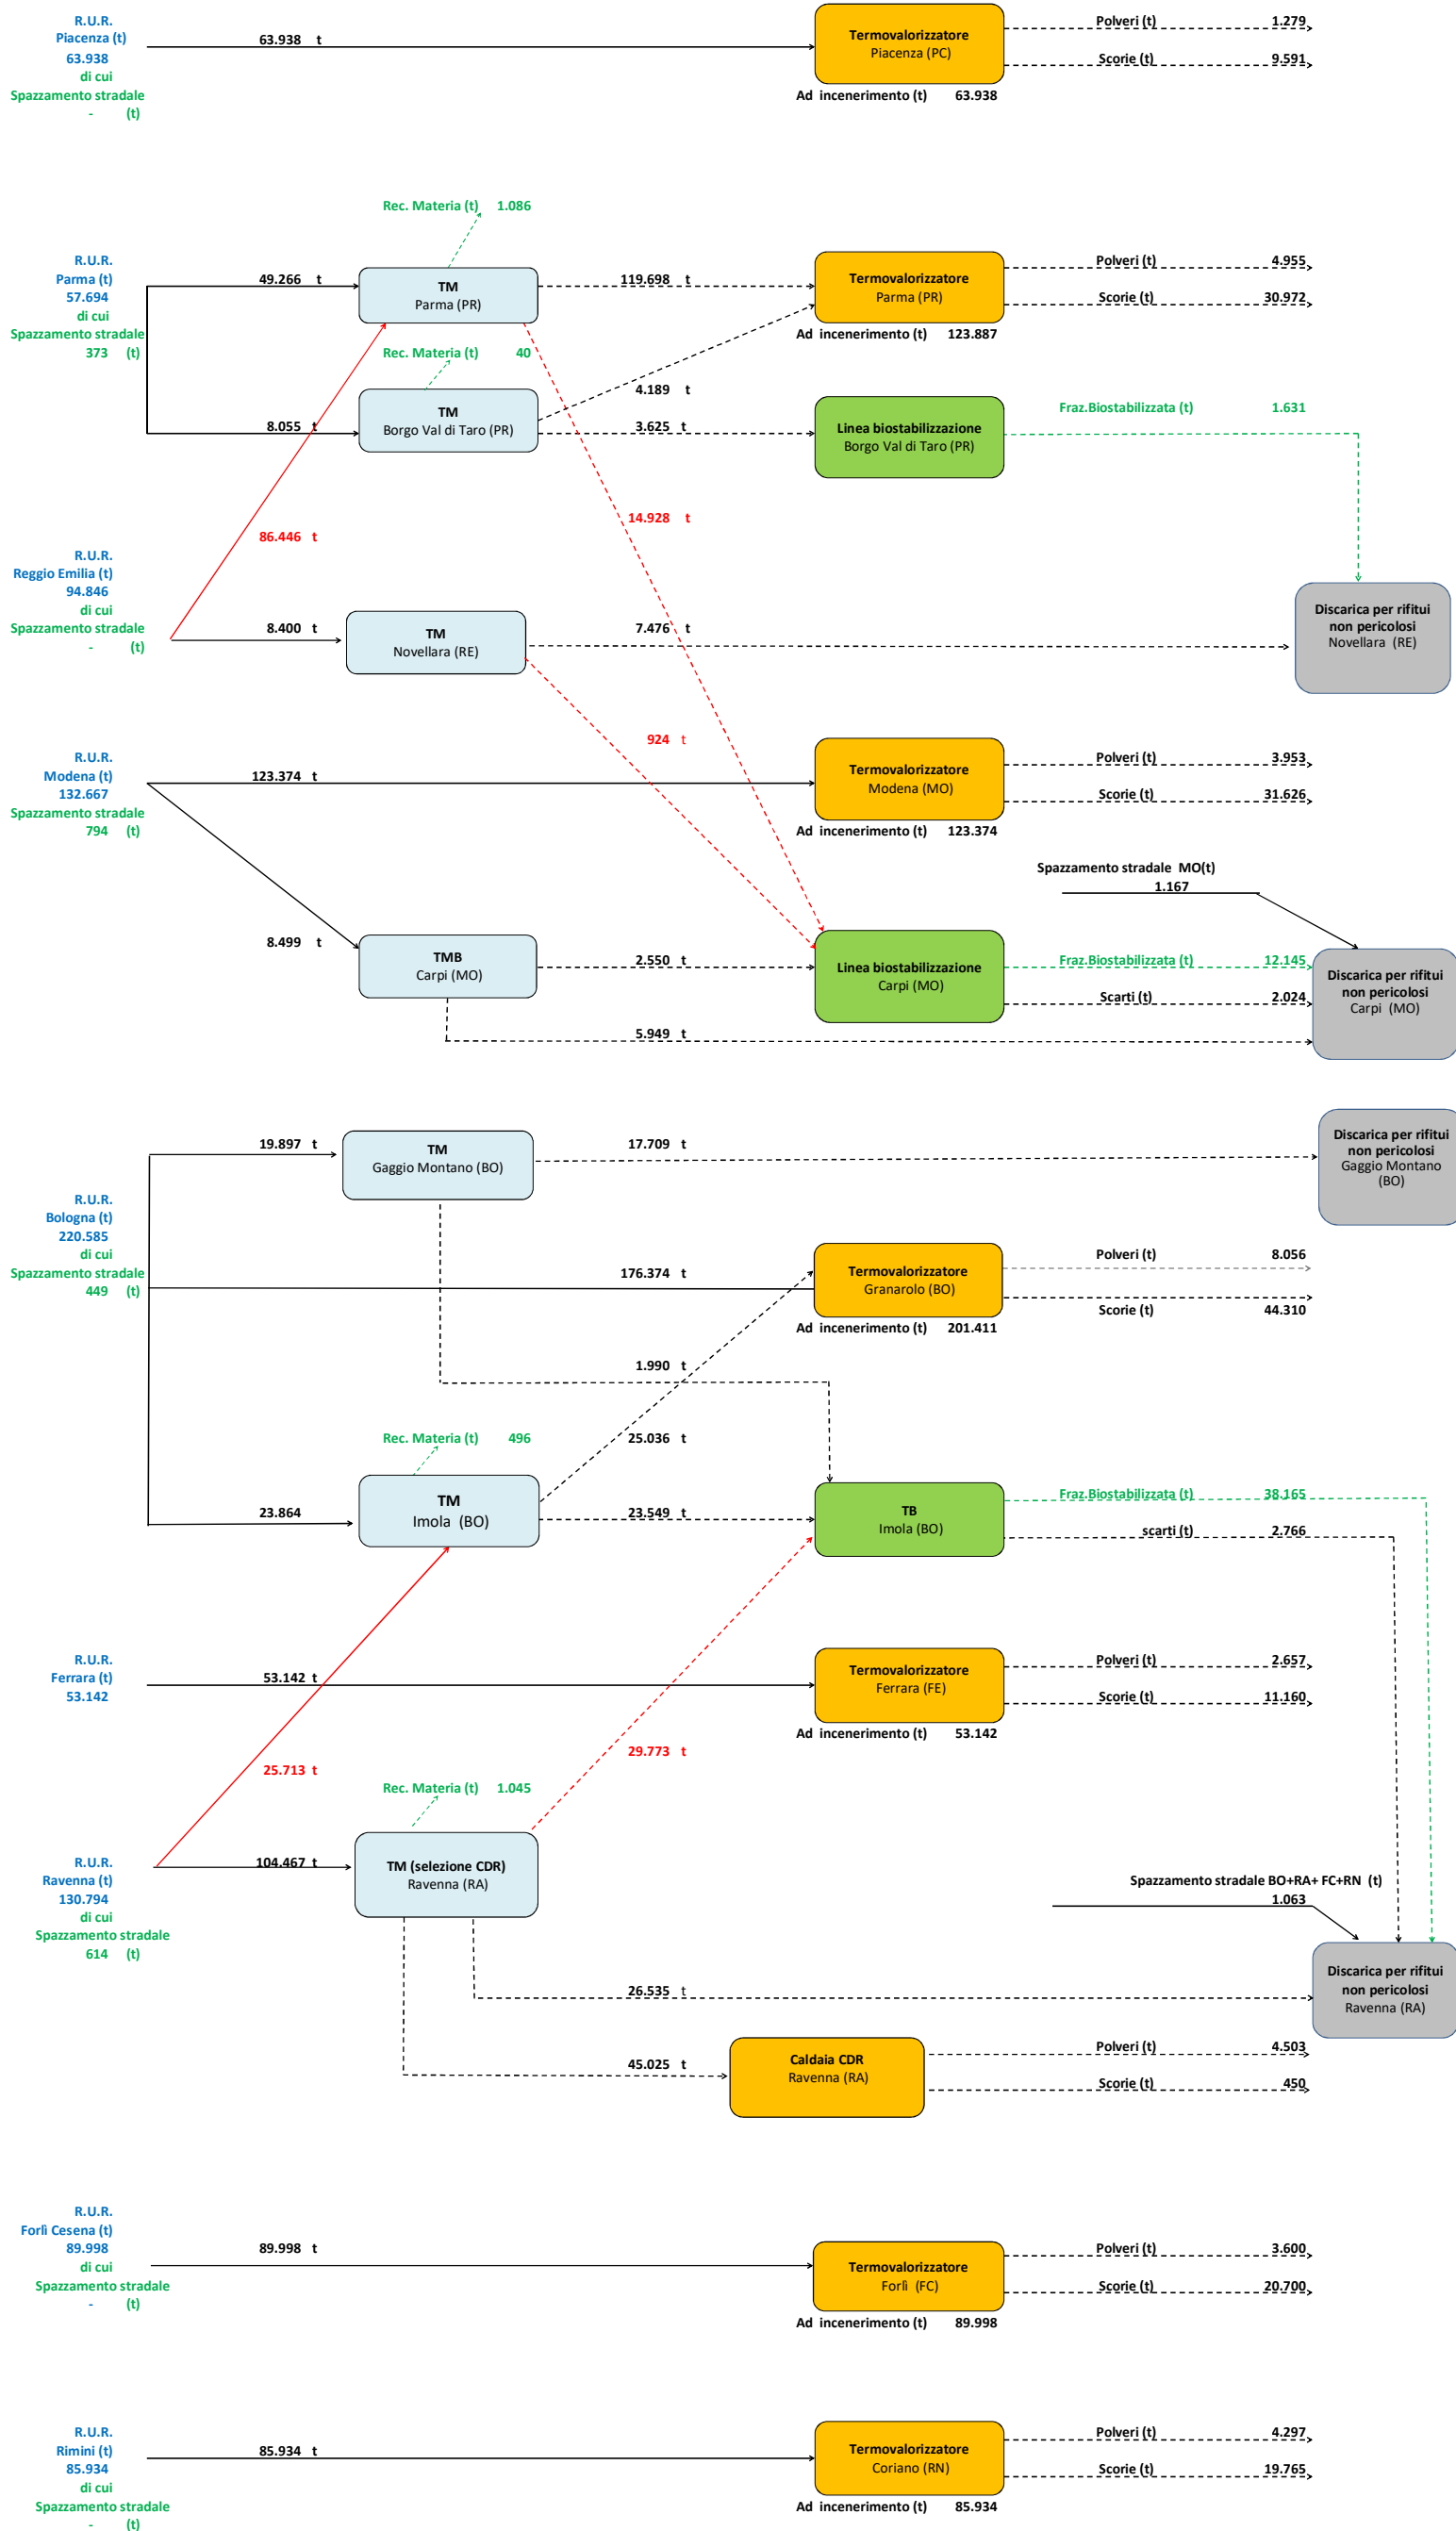 R.U.R.
Piacenza (t)
63.938
di cui
Spazzamento stradale
- (t)
63.938 t
Termovalorizzatore
Piacenza (PC)
Ad incenerimento (t) 63.938
Polveri (t) 1.279
Scorie (t) 9.591
R.U.R.
Parma (t)
57.694
di cui
Spazzamento stradale
373 (t)
49.266 t
8.055 t
Rec. Materia (t) 1.086
TM
Parma (PR)
Rec. Materia (t) 40
TM
Borgo Val di Taro (PR)
119.698 t
4.189 t
3.625 t
Termovalorizzatore
Parma (PR)
Ad incenerimento (t) 123.887
Polveri (t) 4.955
Scorie (t) 30.972
Linea biostabilizzazione
Borgo Val di Taro (PR)
Fraz.Biostabilizzata (t) 1.631
14.928 t
86.446 t
R.U.R.
Reggio Emilia (t)
94.846
di cui
Spazzamento stradale
- (t)
8.400 t
TM
Novellara (RE)
7.476 t
Discarica per rifitui
non pericolosi
Novellara (RE)
924 t
R.U.R.
Modena (t)
132.667
Spazzamento stradale
794 (t)
123.374 t
Termovalorizzatore
Modena (MO)
Ad incenerimento (t) 123.374
Polveri (t) 3.953
Scorie (t) 31.626
Spazzamento stradale MO(t)
1.167
8.499 t
TMB
Carpi (MO)
2.550 t
5.949 t
Linea biostabilizzazione
Carpi (MO)
Fraz.Biostabilizzata (t) 12.145
Scarti (t) 2.024
Discarica per rifitui
non pericolosi
Carpi (MO)
19.897 t
TM
Gaggio Montano (BO)
17.709 t
Discarica per rifitui
non pericolosi
Gaggio Montano
(BO)
R.U.R.
Bologna (t)
220.585
di cui
Spazzamento stradale
449 (t)
176.374 t
Termovalorizzatore
Granarolo (BO)
Ad incenerimento (t) 201.411
Polveri (t) 8.056
Scorie (t) 44.310
1.990 t
25.036 t
Rec. Materia (t) 496
23.864
TM
Imola (BO)
23.549 t
TB
Imola (BO)
Fraz.Biostabilizzata (t) 38.165
scarti (t) 2.766
R.U.R.
Ferrara (t)
53.142
53.142 t
Termovalorizzatore
Ferrara (FE)
Ad incenerimento (t) 53.142
Polveri (t) 2.657
Scorie (t) 11.160
25.713 t
29.773 t
Rec. Materia (t) 1.045
R.U.R.
Ravenna (t)
130.794
di cui
Spazzamento stradale
614 (t)
104.467 t
TM (selezione CDR)
Ravenna (RA)
Spazzamento stradale BO+RA+ FC+RN (t)
1.063
26.535 t
Discarica per rifitui
non pericolosi
Ravenna (RA)
45.025 t
Caldaia CDR
Ravenna (RA)
Polveri (t) 4.503
Scorie (t) 450
R.U.R.
Forlì Cesena (t)
89.998
di cui
Spazzamento stradale
- (t)
89.998 t
Termovalorizzatore
Forlì (FC)
Ad incenerimento (t) 89.998
Polveri (t) 3.600
Scorie (t) 20.700
R.U.R.
Rimini (t)
85.934
di cui
Spazzamento stradale
- (t)
85.934 t
Termovalorizzatore
Coriano (RN)
Ad incenerimento (t) 85.934
Polveri (t) 4.297
Scorie (t) 19.765